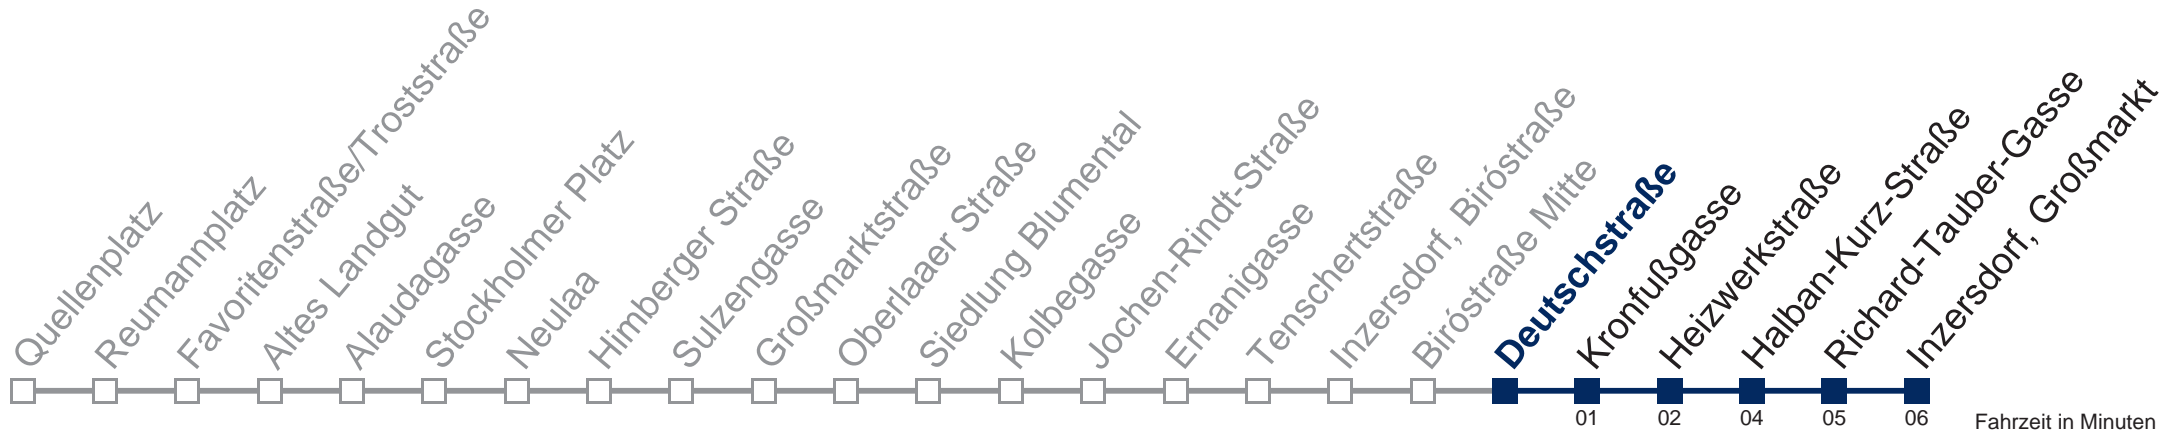 Quellenplatz
Reumannplatz
Favoritenstraße/Troststraße
Altes Landgut
Alaudagasse
Stockholmer Platz
Neulaa
Himberger Straße
Sulzengasse
Großmarktstraße
Oberlaaer Straße
Siedlung Blumental
Kolbegasse
Jochen-Rindt-Straße
Ernanigasse
Tenschertstraße
Inzersdorf, Biróstraße
Biróstraße Mitte
Deutschstraße
Kronfußgasse
Heizwerkstraße
Halban-Kurz-Straße
Richard-Tauber-Gasse
Inzersdorf, Großmarkt
01 02 04 05 06 Fahrzeit in Minuten